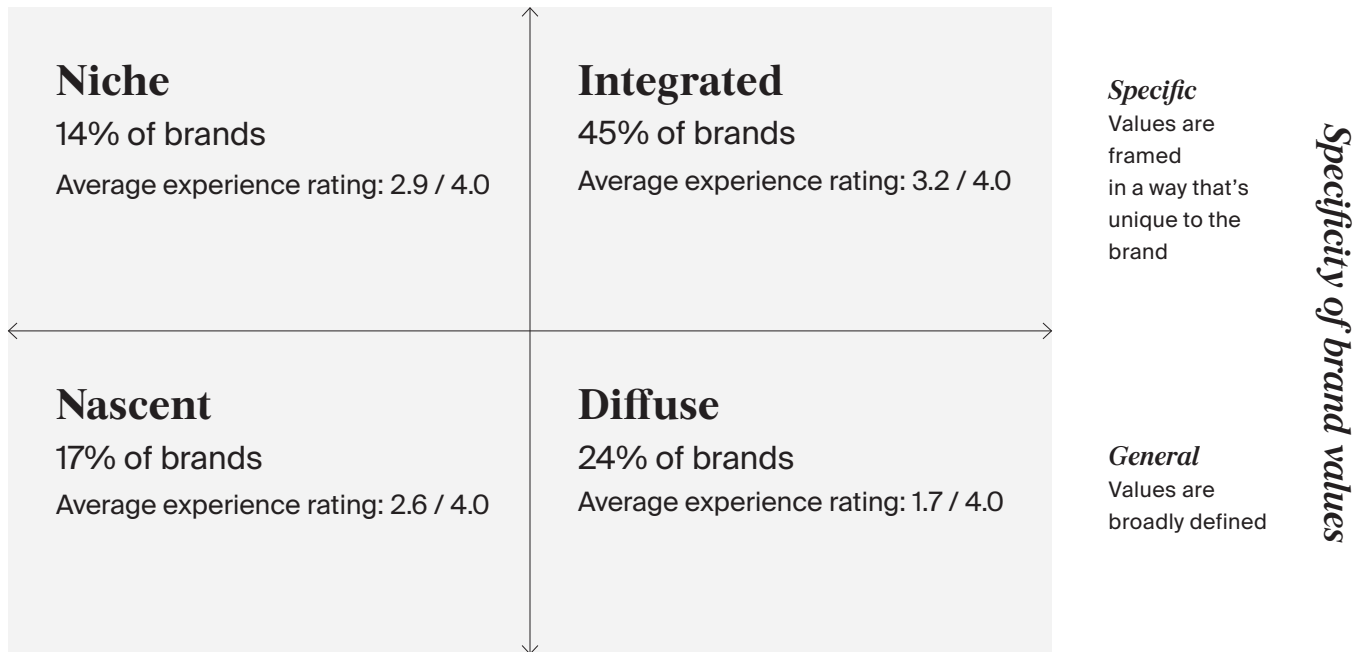 Niche
14% of brands
Average experience rating: 2.9 / 4.0
Integrated
45% of brands
Average experience rating: 3.2 / 4.0
Nascent
17% of brands
Average experience rating: 2.6 / 4.0
Diffuse
24% of brands
Average experience rating: 1.7 / 4.0
Specific
Values are
framed
in a way that’s
unique to the
brand
General
Values are
broadly defined
Specificity of brand values